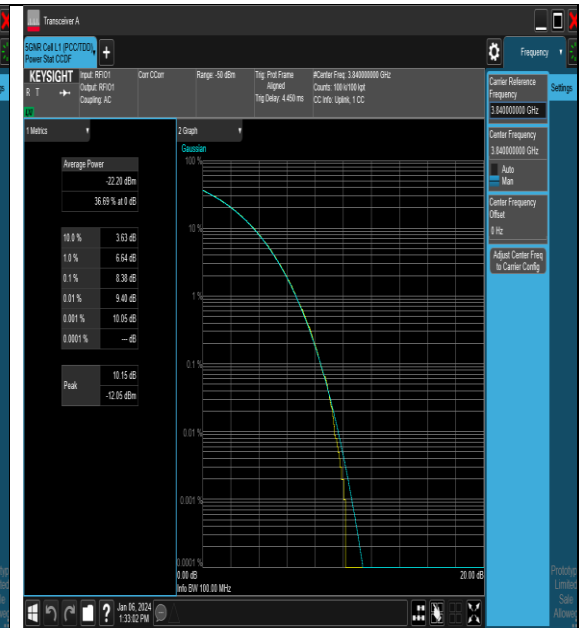 Transceiver A
5GNR Cell L1 (PCC/TDD),
Power Stat CCDF
Frequency
KEYSIGHT
R T
Input: RFIO1
Output: RFIO1
Coupling: AC
Corr CCorr
Range: -50 dBm
Trig: Prot Frame
Aligned
Trig Delay: 4.450 ms
#Center Freq: 3.840000000 GHz
Counts: 100 k/100 kpt
CC Info: Uplink, 1 CC
1 Metrics
Average Power
-22.20 dBm
36.69 % at 0 dB
10.0 % 3.63 dB
1.0 % 6.64 dB
0.1 % 8.38 dB
0.01 % 9.40 dB
0.001 % 10.05 dB
0.0001 % --- dB
Peak
10.15 dB
-12.05 dBm
2 Graph
Gaussian
100 %
10 %
1 %
0.1 %
0.01 %
0.001 %
0.0001 %
0.00 dB
20.00 dB
Info BW 100.00 MHz
Carrier Reference
Frequency
3.840000000 GHz
Center Frequency
3.840000000 GHz
Auto
Man
Center Frequency
Offset
0 Hz
Adjust Center Freq
to Carrier Config
Settings
Jan 06, 2024
1:33:02 PM
?